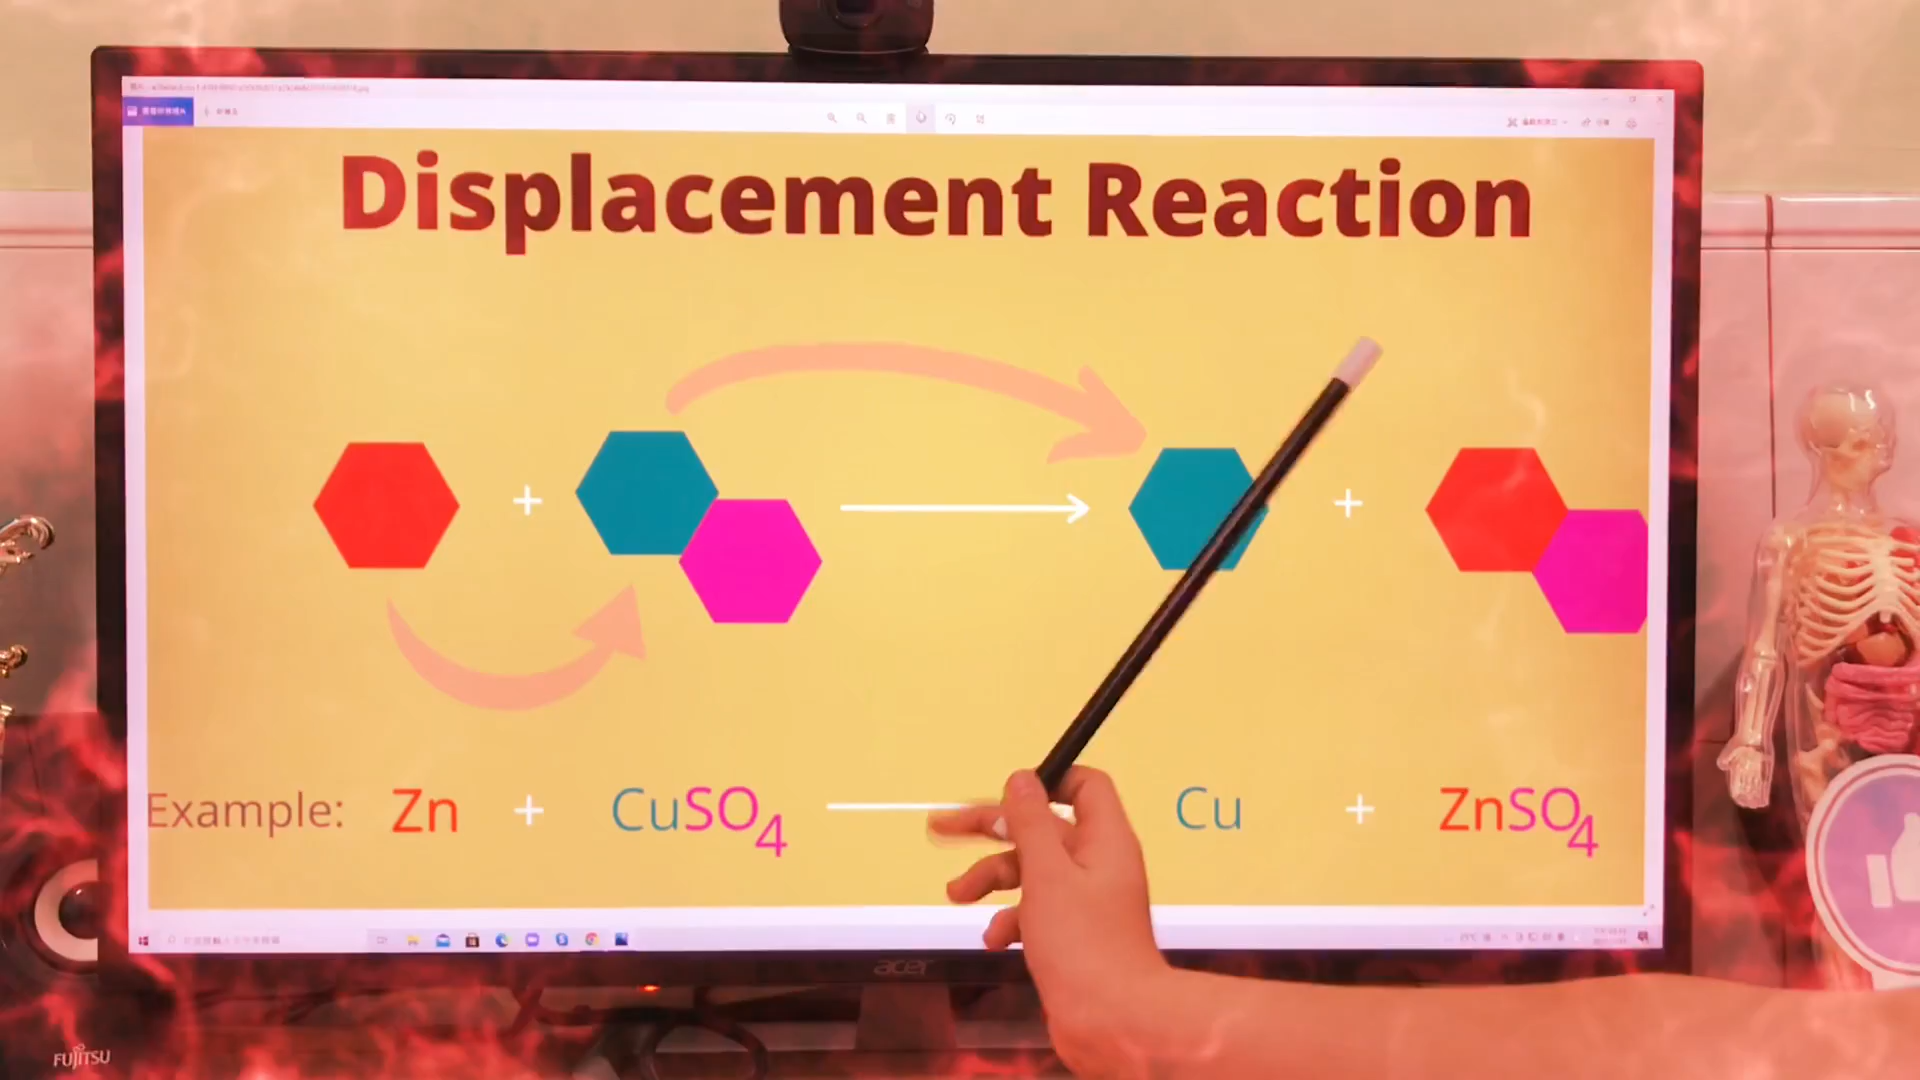 Displacement Reaction
+ +
Example: Zn + CuSO4 Cu + ZnSO4
acer
FUJITSU